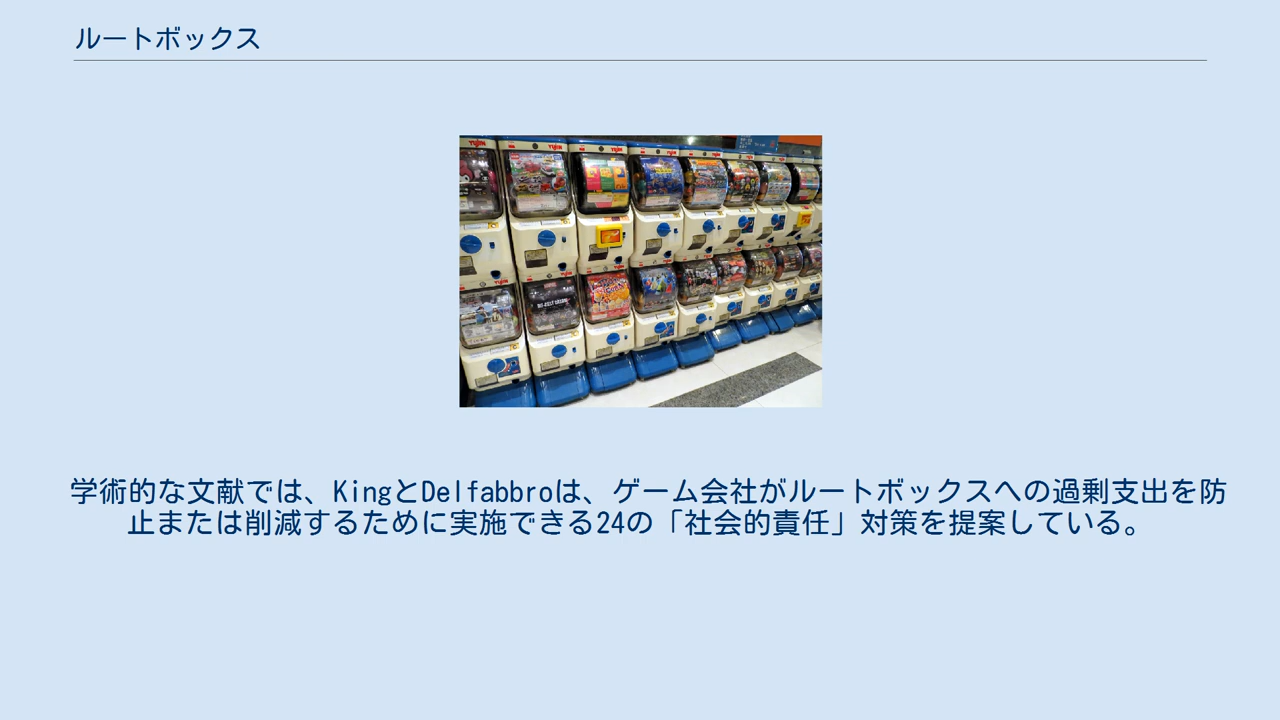 ルートボックス
学術的な文献では、KingとDelfabbroは、ゲーム会社がルートボックスへの過剰支出を防
止または削減するために実施できる24の「社会的責任」対策を提案している。